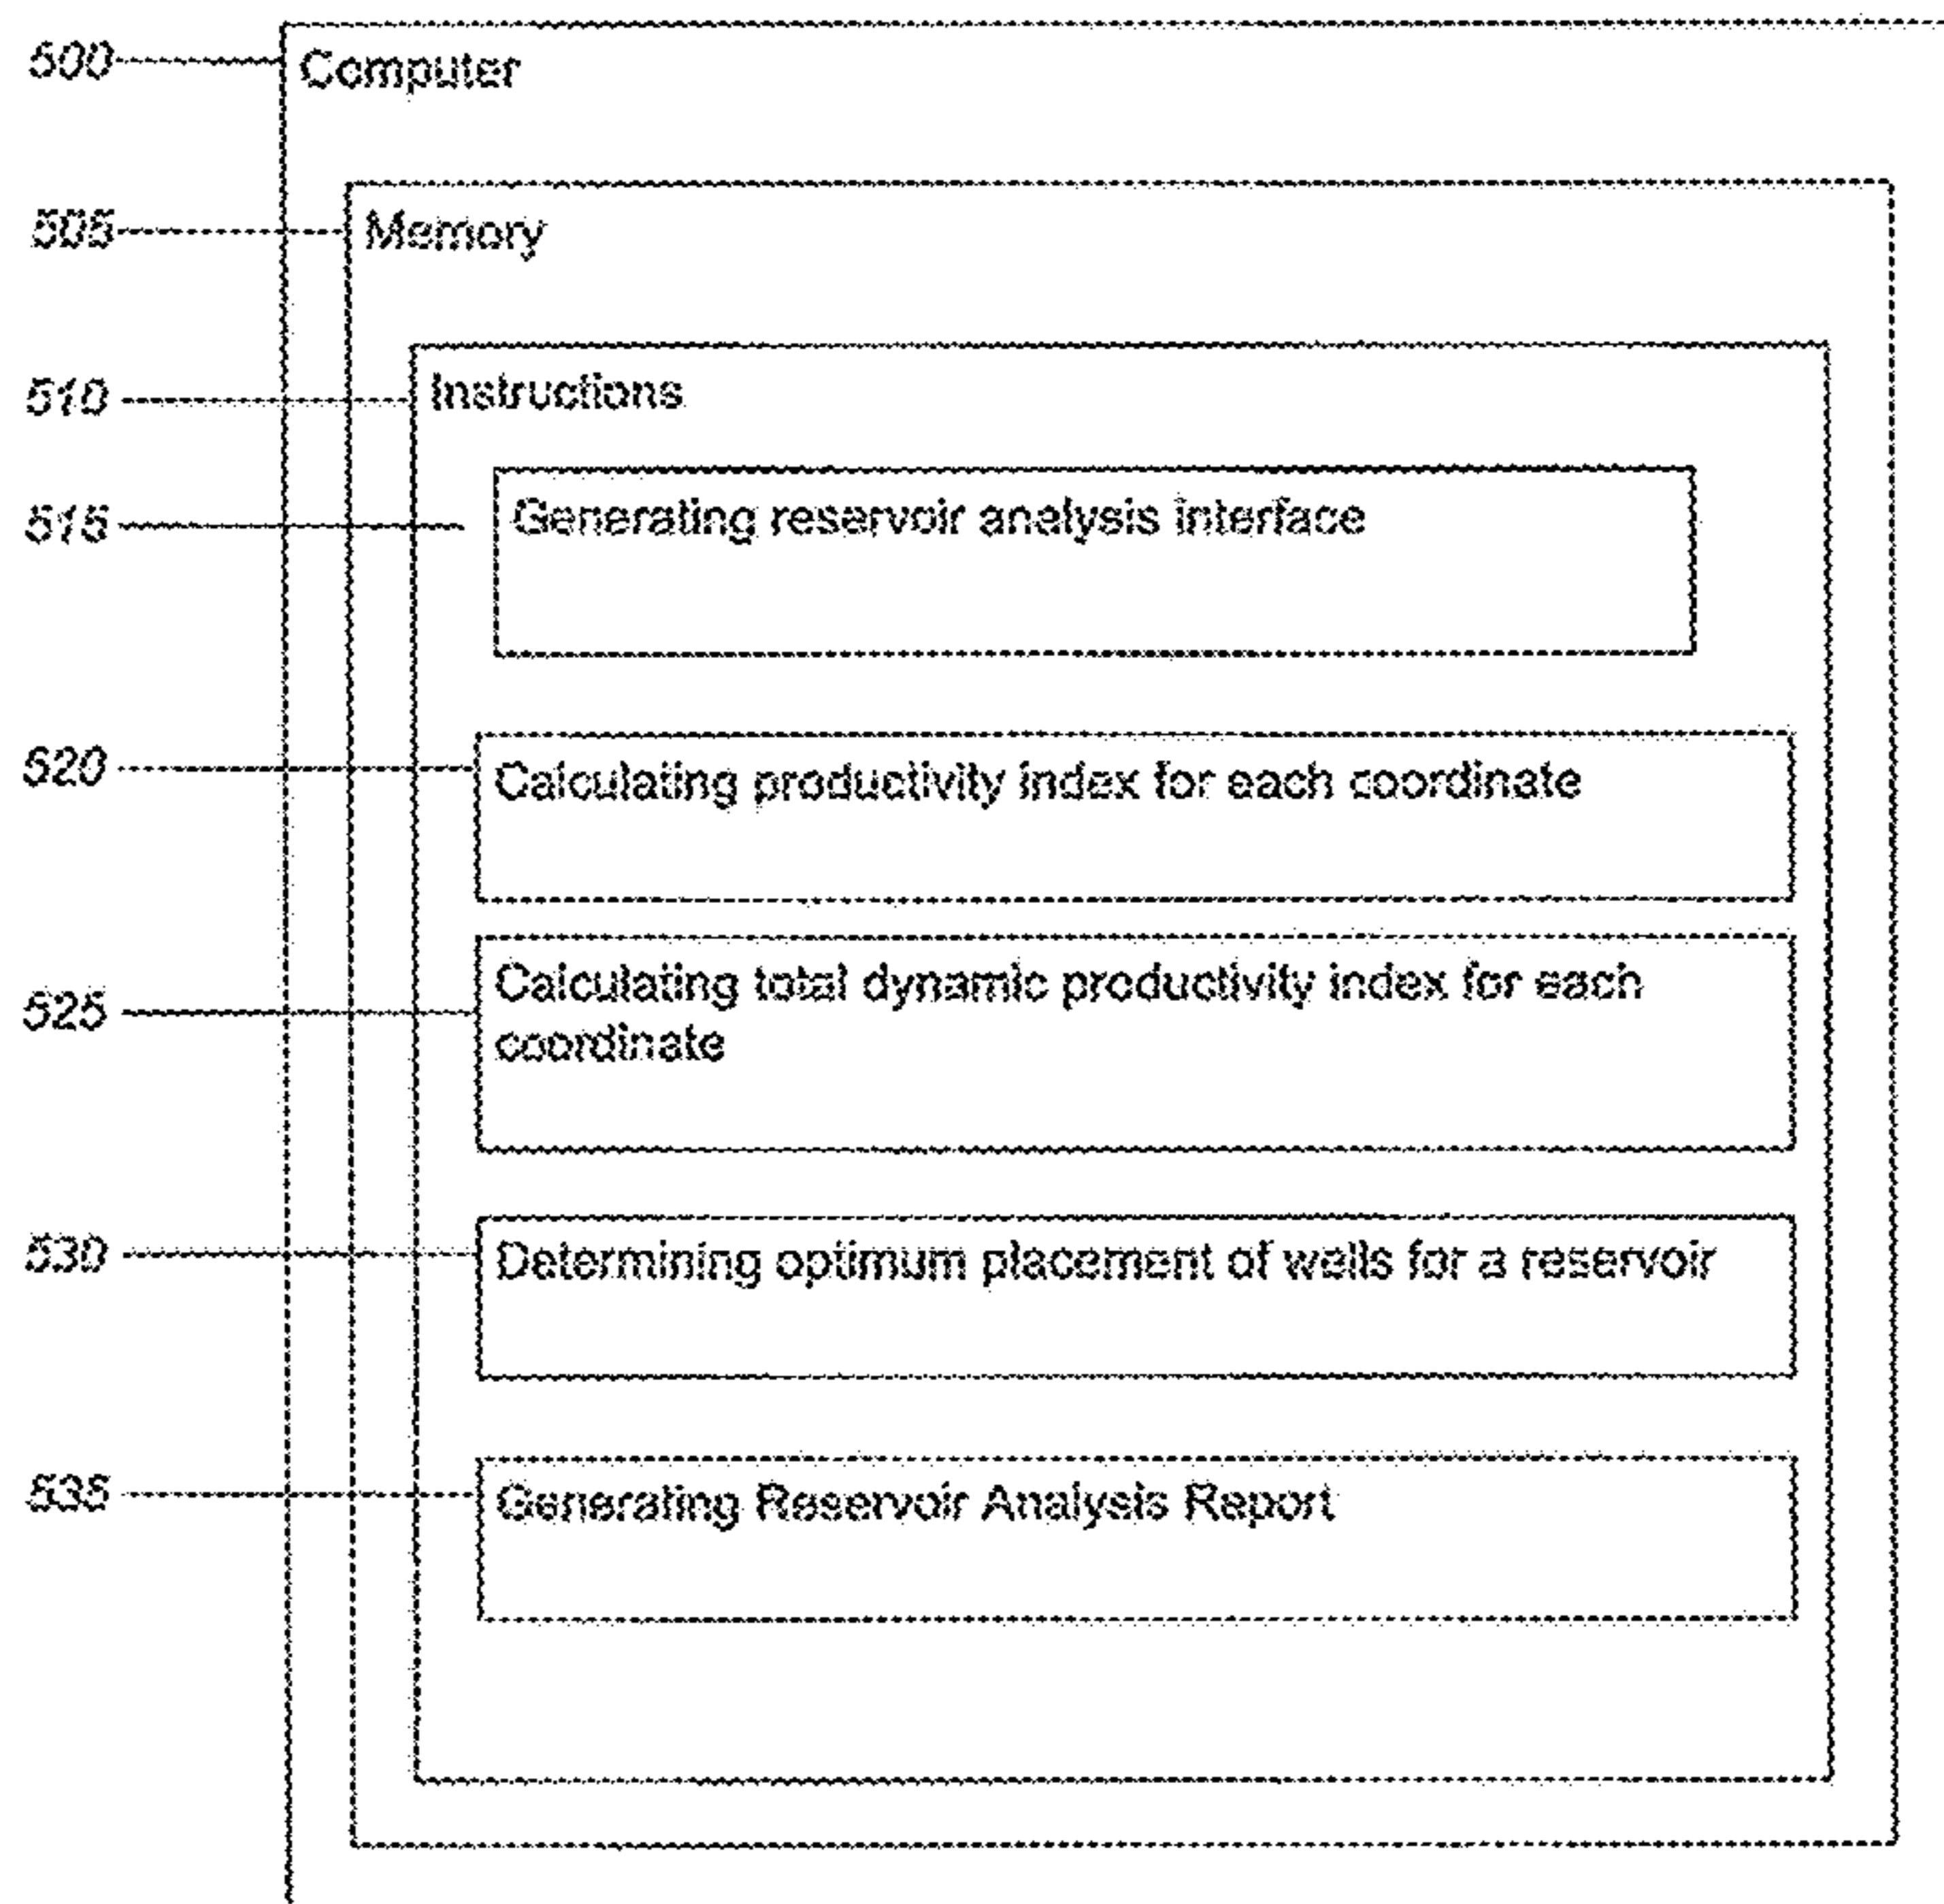 500 Computer
505 Memory
510 Instructions
515 Generating reservoir analysis interface
520 Calculating productivity index for each coordinate
525 Calculating total dynamic productivity index for each
coordinate
530 Determining optimum placement of wells for a reservoir
535 Generating Reservoir Analysis Report